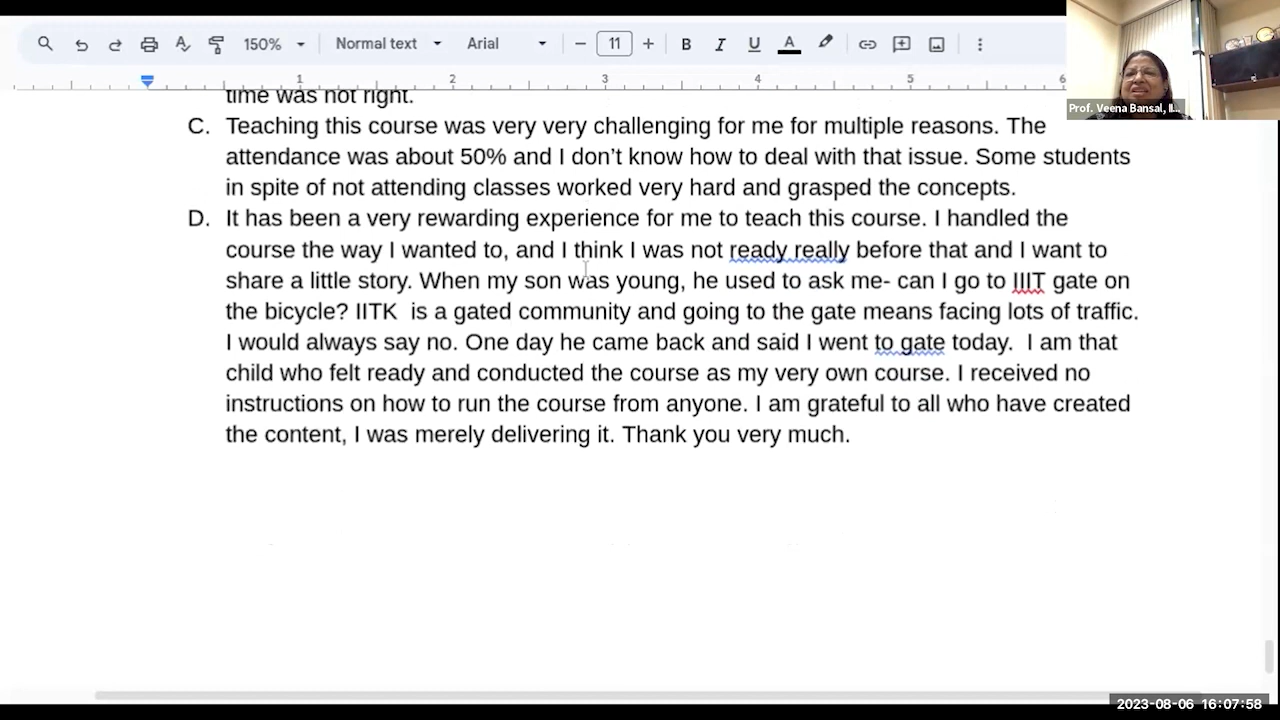 150%
Normal text
Arial
11
B I U A
1 2 3 4 5 6
time was not right.
C. Teaching this course was very very challenging for me for multiple reasons. The
attendance was about 50% and I don’t know how to deal with that issue. Some students
in spite of not attending classes worked very hard and grasped the concepts.
D. It has been a very rewarding experience for me to teach this course. I handled the
course the way I wanted to, and I think I was not ready really before that and I want to
share a little story. When my son was young, he used to ask me- can I go to IIIT gate on
the bicycle? IITK is a gated community and going to the gate means facing lots of traffic.
I would always say no. One day he came back and said I went to gate today. I am that
child who felt ready and conducted the course as my very own course. I received no
instructions on how to run the course from anyone. I am grateful to all who have created
the content, I was merely delivering it. Thank you very much.
Prof. Veena Bansal, II...
2023-08-06 16:07:58